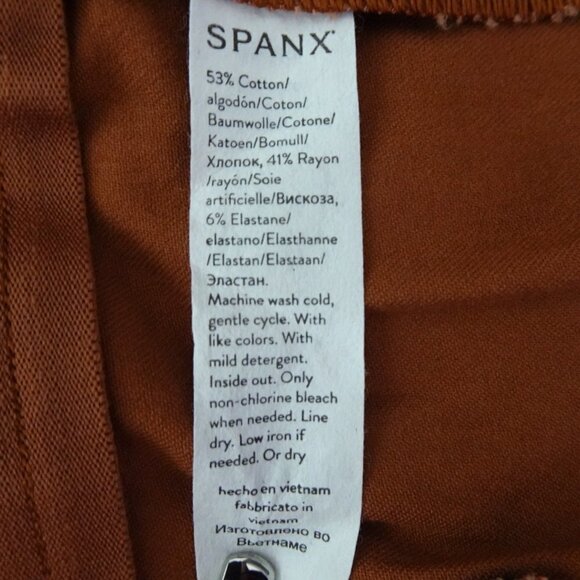 SPANX®
53% Cotton/
algodón/Coton/
Baumwolle/Cotone/
Katoen/Bomull/
Хлопок, 41% Rayon
/rayón/Soie
artificielle/Вискоза,
6% Elastane/
elastano/Elasthanne
/Elastan/Elastaan/
Эластан.
Machine wash cold,
gentle cycle. With
like colors. With
mild detergent.
Inside out. Only
non-chlorine bleach
when needed. Line
dry. Low iron if
needed. Or dry
hecho en vietnam
fabbricato in
vietnam
Изготовлено во
Вьетнаме